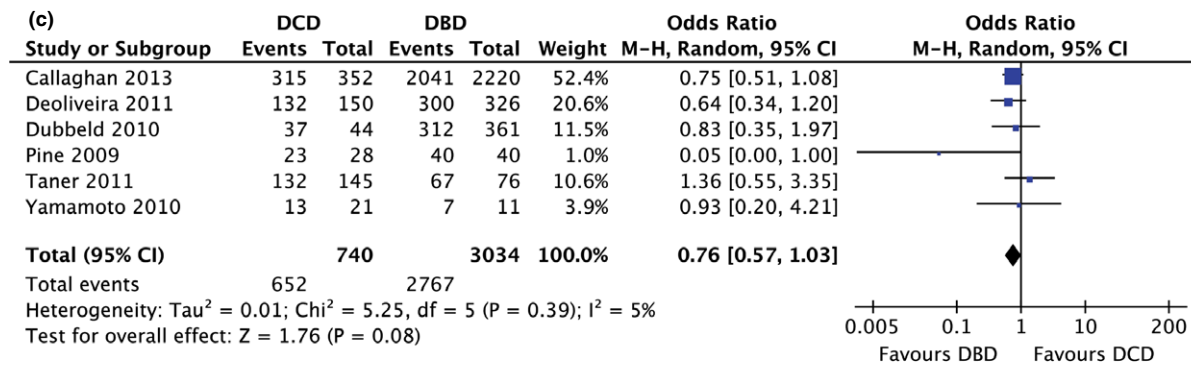 (c) DCD DBD Odds Ratio Odds Ratio
Study or Subgroup Events Total Events Total Weight M–H, Random, 95% CI M–H, Random, 95% CI
Callaghan 2013 315 352 2041 2220 52.4% 0.75 [0.51, 1.08]
Deoliveira 2011 132 150 300 326 20.6% 0.64 [0.34, 1.20]
Dubbeld 2010 37 44 312 361 11.5% 0.83 [0.35, 1.97]
Pine 2009 23 28 40 40 1.0% 0.05 [0.00, 1.00]
Taner 2011 132 145 67 76 10.6% 1.36 [0.55, 3.35]
Yamamoto 2010 13 21 7 11 3.9% 0.93 [0.20, 4.21]
Total (95% CI) 740 3034 100.0% 0.76 [0.57, 1.03]
Total events 652 2767
Heterogeneity: Tau² = 0.01; Chi² = 5.25, df = 5 (P = 0.39); I² = 5%
Test for overall effect: Z = 1.76 (P = 0.08)
0.005 0.1 1 10 200
Favours DBD Favours DCD